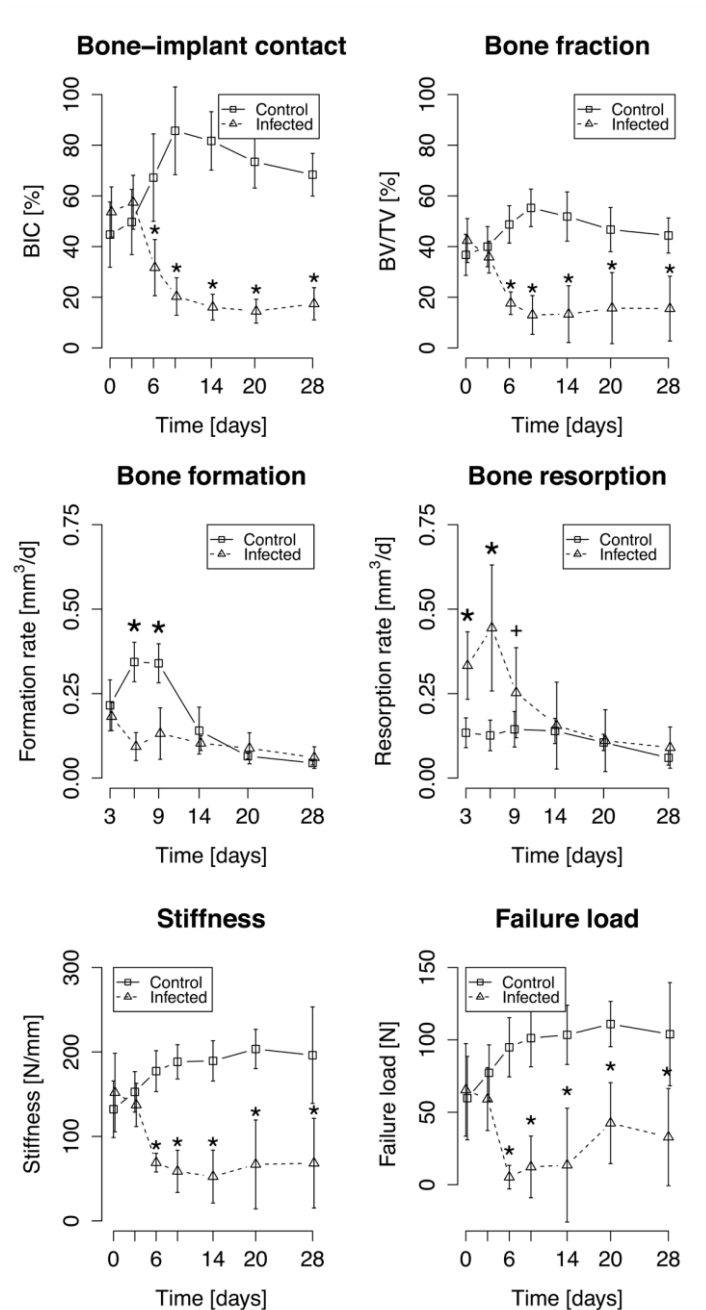 Bone–implant contact
BIC [%]
100
80
60
40
20
0
Control
Infected
*
*
*
*
*
0 6 14 20 28
Time [days]
Bone fraction
BV/TV [%]
100
80
60
40
20
0
Control
Infected
*
*
*
*
*
0 6 14 20 28
Time [days]
Bone formation
Formation rate [mm³/d]
0.75
0.50
0.25
0.00
Control
Infected
*
*
3 9 14 20 28
Time [days]
Bone resorption
Resorption rate [mm³/d]
0.75
0.50
0.25
0.00
Control
Infected
*
*
+
3 9 14 20 28
Time [days]
Stiffness
Stiffness [N/mm]
300
200
100
0
Control
Infected
*
*
*
*
*
0 6 14 20 28
Time [days]
Failure load
Failure load [N]
150
100
50
0
Control
Infected
*
*
*
*
*
0 6 14 20 28
Time [days]